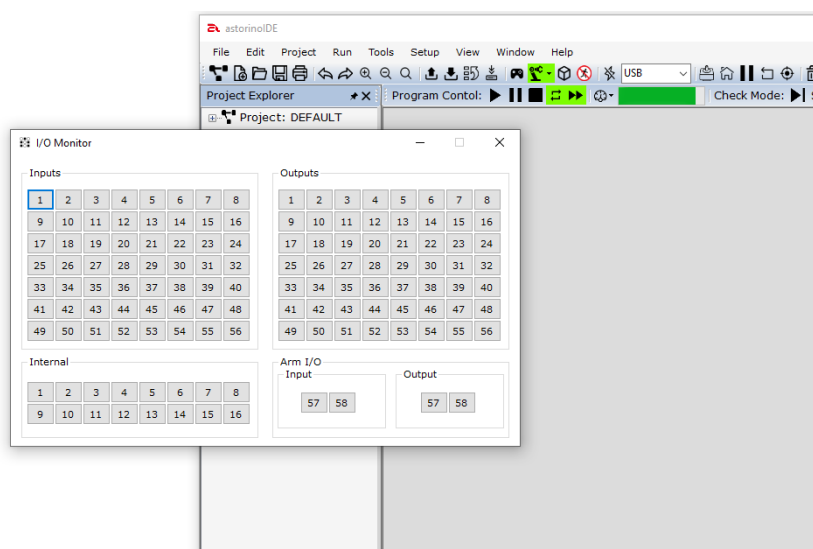 astorinoIDE
File Edit Project Run Tools Setup View Window Help
USB
Project Explorer
Program Contol:
Check Mode:
Project: DEFAULT
I/O Monitor
Inputs
1 2 3 4 5 6 7 8
9 10 11 12 13 14 15 16
17 18 19 20 21 22 23 24
25 26 27 28 29 30 31 32
33 34 35 36 37 38 39 40
41 42 43 44 45 46 47 48
49 50 51 52 53 54 55 56
Outputs
1 2 3 4 5 6 7 8
9 10 11 12 13 14 15 16
17 18 19 20 21 22 23 24
25 26 27 28 29 30 31 32
33 34 35 36 37 38 39 40
41 42 43 44 45 46 47 48
49 50 51 52 53 54 55 56
Internal
1 2 3 4 5 6 7 8
9 10 11 12 13 14 15 16
Arm I/O
Input
57 58
Output
57 58